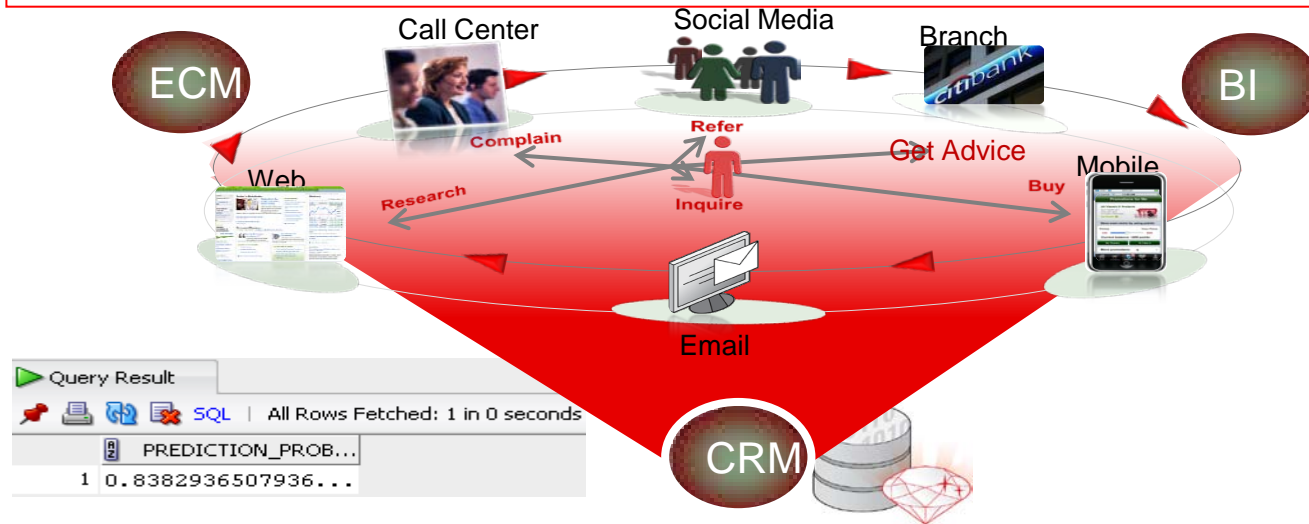 Call Center
Social Media
Branch
ECM
citibank
BI
Refer
Complain
Get Advice
Web
Mobile
Research
Buy
Inquire
Email
Query Result
SQL | All Rows Fetched: 1 in 0 seconds
PREDICTION_PROB...
1 0.8382936507936...
CRM